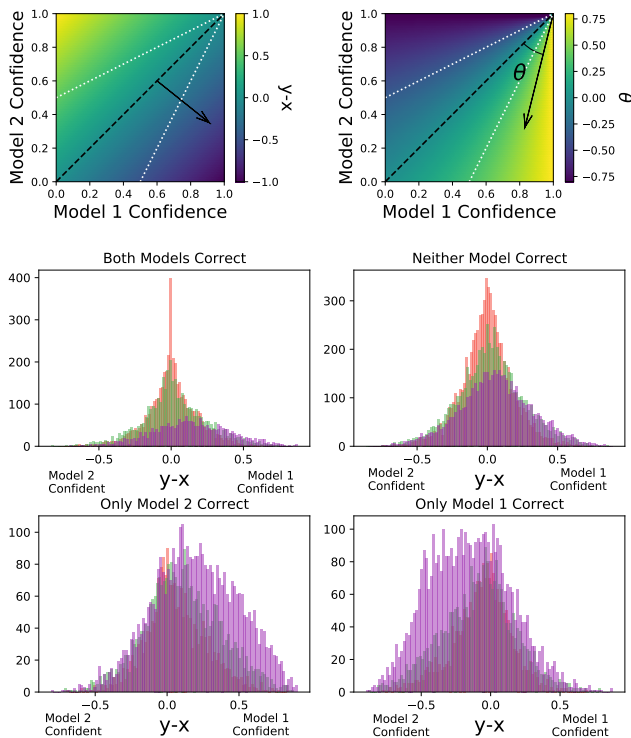 1.0
0.8
0.6
0.4
0.2
0.0
0.0 0.2 0.4 0.6 0.8 1.0
Model 2 Confidence
Model 1 Confidence
1.0
0.5
0.0
−0.5
−1.0
y-x
1.0
0.8
0.6
0.4
0.2
0.0
0.0 0.2 0.4 0.6 0.8 1.0
Model 2 Confidence
Model 1 Confidence
θ
0.75
0.50
0.25
0.00
−0.25
−0.50
−0.75
θ
Both Models Correct
400
300
200
100
0
−0.5 0.0 0.5
Model 2
Confident
y-x
Model 1
Confident
Neither Model Correct
300
200
100
0
−0.5 0.0 0.5
Model 2
Confident
y-x
Model 1
Confident
Only Model 2 Correct
100
80
60
40
20
0
−0.5 0.0 0.5
Model 2
Confident
y-x
Model 1
Confident
Only Model 1 Correct
100
80
60
40
20
0
−0.5 0.0 0.5
Model 2
Confident
y-x
Model 1
Confident